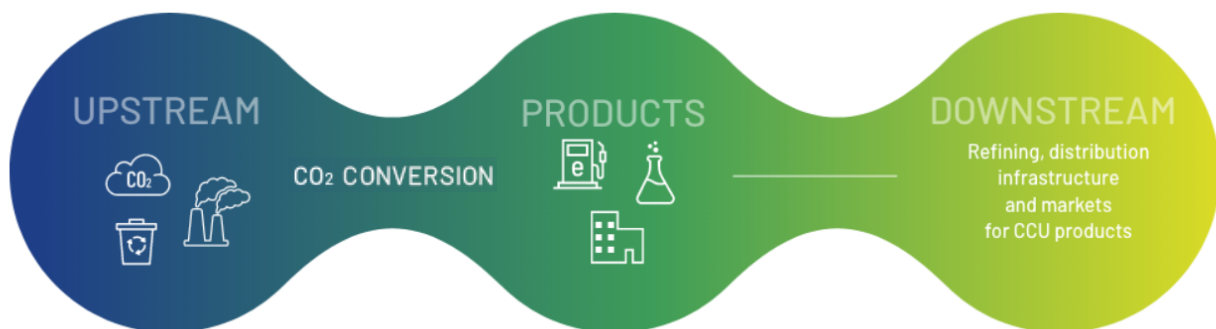 UPSTREAM
CO₂
CO₂ CONVERSION
PRODUCTS
e
DOWNSTREAM
Refining, distribution
infrastructure
and markets
for CCU products